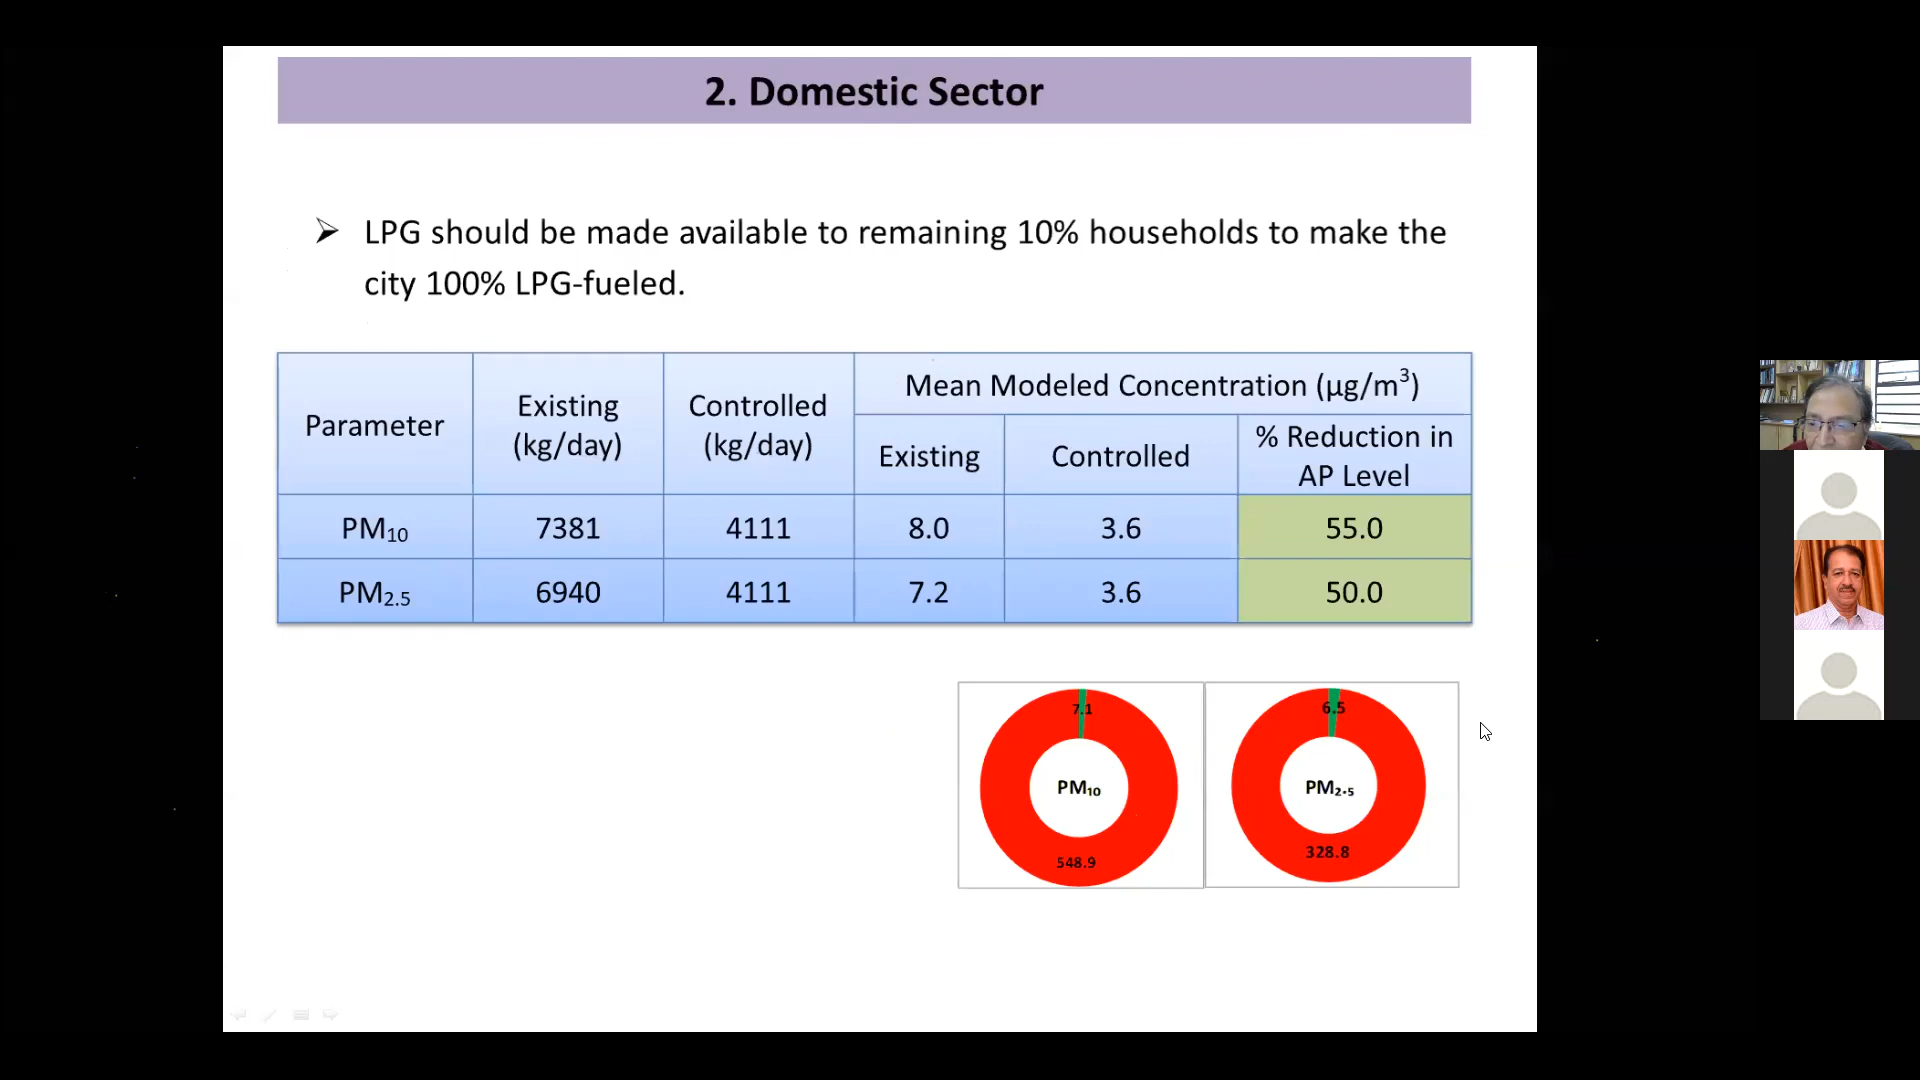 2. Domestic Sector
➢ LPG should be made available to remaining 10% households to make the
city 100% LPG-fueled.
Parameter
Existing
(kg/day)
Controlled
(kg/day)
Mean Modeled Concentration (µg/m³)
Existing
Controlled
% Reduction in
AP Level
PM₁₀ 7381 4111 8.0 3.6 55.0
PM₂.₅ 6940 4111 7.2 3.6 50.0
7.1
PM₁₀
548.9
6.5
PM₂.₅
328.8